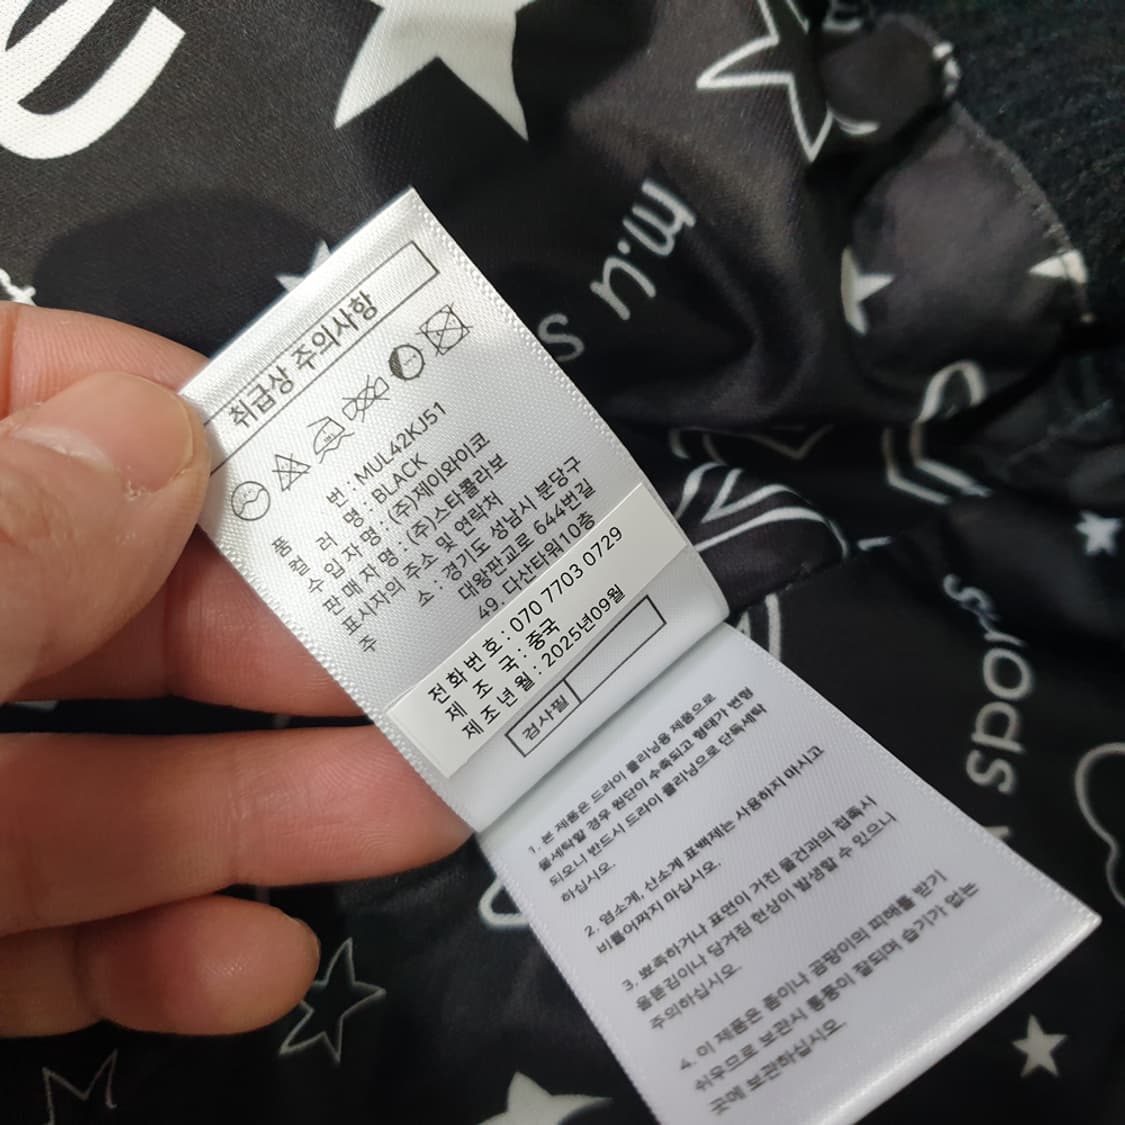 m.u s
sports
취급상 주의사항
품 번 : MUL42KJ51
컬 러 명 : BLACK
수 입 자 명 : (주)제이와이코
판 매 자 명 : (주)스타콜라보
표시자의 주소 및 연락처
주 소 : 경기도 성남시 분당구
대왕판교로 644번길
49, 다산타워10층
전화번호 : 070 7703 0729
제 조 국 : 중국
제조년월 : 2025년09월
검사필
1. 본 제품은 드라이 클리닝용 제품으로
물세탁할 경우 원단이 수축되고 형태가 변형
되오니 반드시 드라이 클리닝으로 단독세탁
하십시오.
2. 염소계, 산소계 표백제는 사용하지 마시고
비틀어짜지 마십시오.
3. 뾰족하거나 표면이 거친 물건과의 접촉시
올뜯김이나 당겨짐 현상이 발생할 수 있으니
주의하십시오.
4. 이 제품은 좀이나 곰팡이의 피해를 받기
쉬우므로 보관시 통풍이 잘되며 습기가 없는
곳에 보관하십시오.